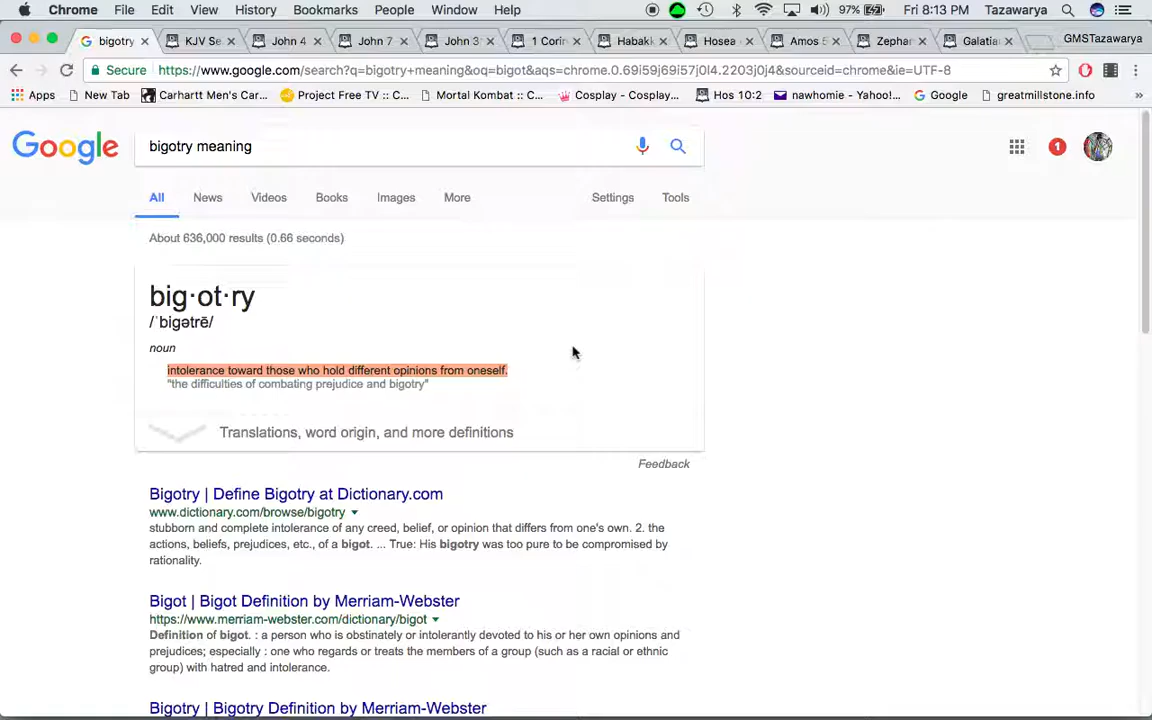 Chrome File Edit View History Bookmarks People Window Help 97% Fri 8:13 PM Tazawarya
bigotry KJV Se John 4 John 7 John 3 1 Corin Habakk Hosea Amos 5 Zephar Galatia GMSTazawarya
Secure https://www.google.com/search?q=bigotry+meaning&oq=bigot&aqs=chrome.0.69i59j69i57j0l4.2203j0j4&sourceid=chrome&ie=UTF-8
Apps New Tab Carhartt Men's Car... Project Free TV :: C... Mortal Kombat :: C... Cosplay - Cosplay... Hos 10:2 nawhomie - Yahoo!... Google greatmillstone.info »
Google bigotry meaning 1
All News Videos Books Images More Settings Tools
About 636,000 results (0.66 seconds)
big·ot·ry
/ˈbigətrē/
noun
intolerance toward those who hold different opinions from oneself.
"the difficulties of combating prejudice and bigotry"
Translations, word origin, and more definitions
Feedback
Bigotry | Define Bigotry at Dictionary.com
www.dictionary.com/browse/bigotry
stubborn and complete intolerance of any creed, belief, or opinion that differs from one's own. 2. the
actions, beliefs, prejudices, etc., of a bigot. ... True: His bigotry was too pure to be compromised by
rationality.
Bigot | Bigot Definition by Merriam-Webster
https://www.merriam-webster.com/dictionary/bigot
Definition of bigot. : a person who is obstinately or intolerantly devoted to his or her own opinions and
prejudices; especially : one who regards or treats the members of a group (such as a racial or ethnic
group) with hatred and intolerance.
Bigotry | Bigotry Definition by Merriam-Webster